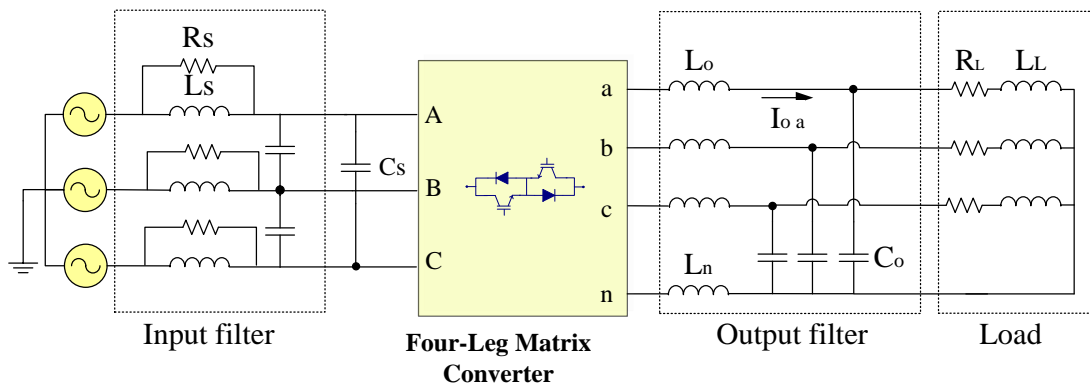 Rs
Ls
A
B
C
Cs
a
b
c
n
Lo
Io a
Ln
Co
RL
LL
Input filter
Four-Leg Matrix
Converter
Output filter
Load